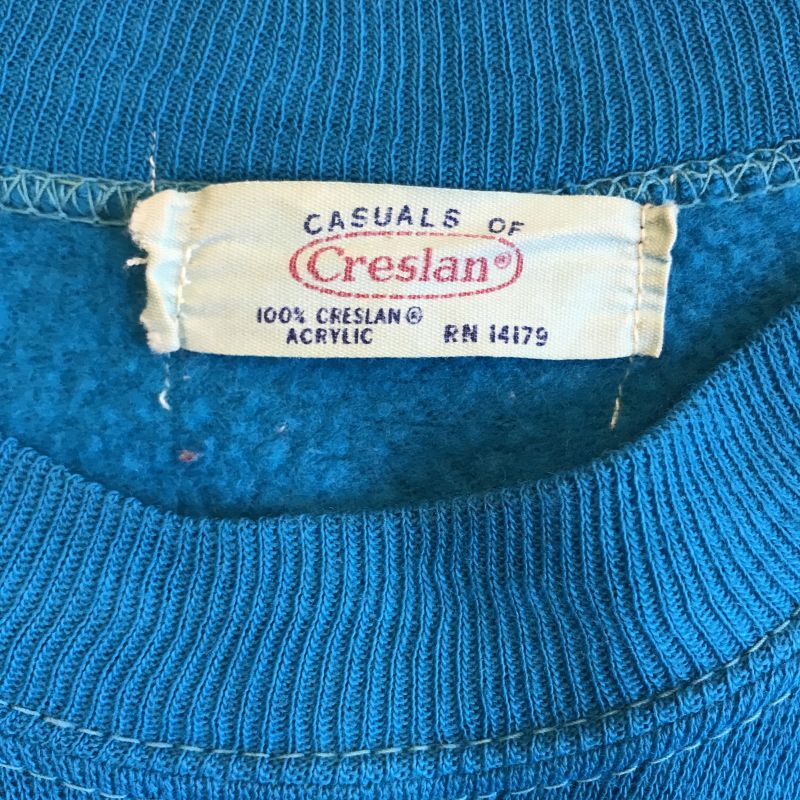 CASUALS OF
Creslan®
100% CRESLAN®
ACRYLIC RN 14179